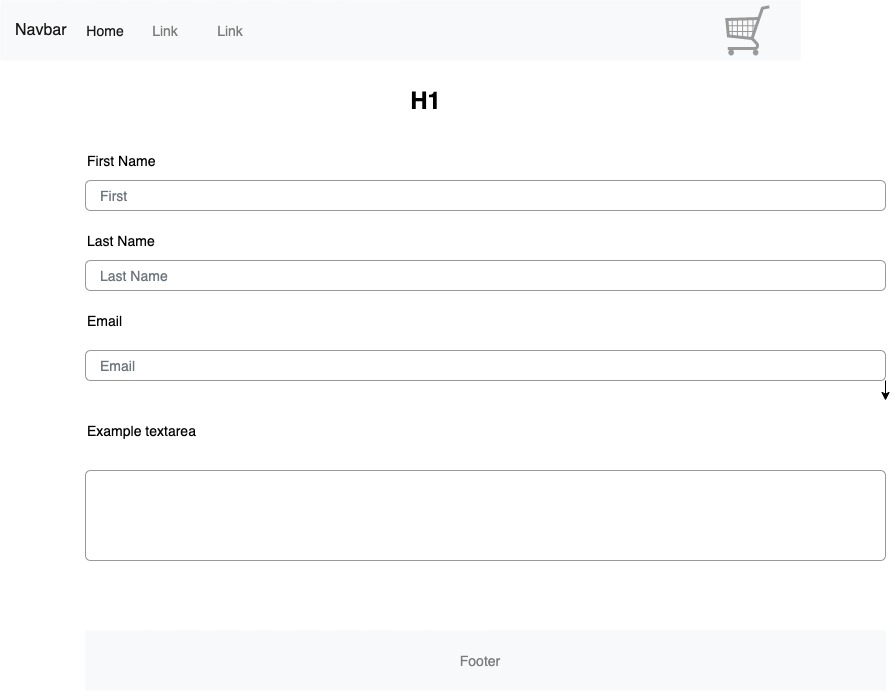 Navbar Home Link Link
H1
First Name
First
Last Name
Last Name
Email
Email
Example textarea
Footer